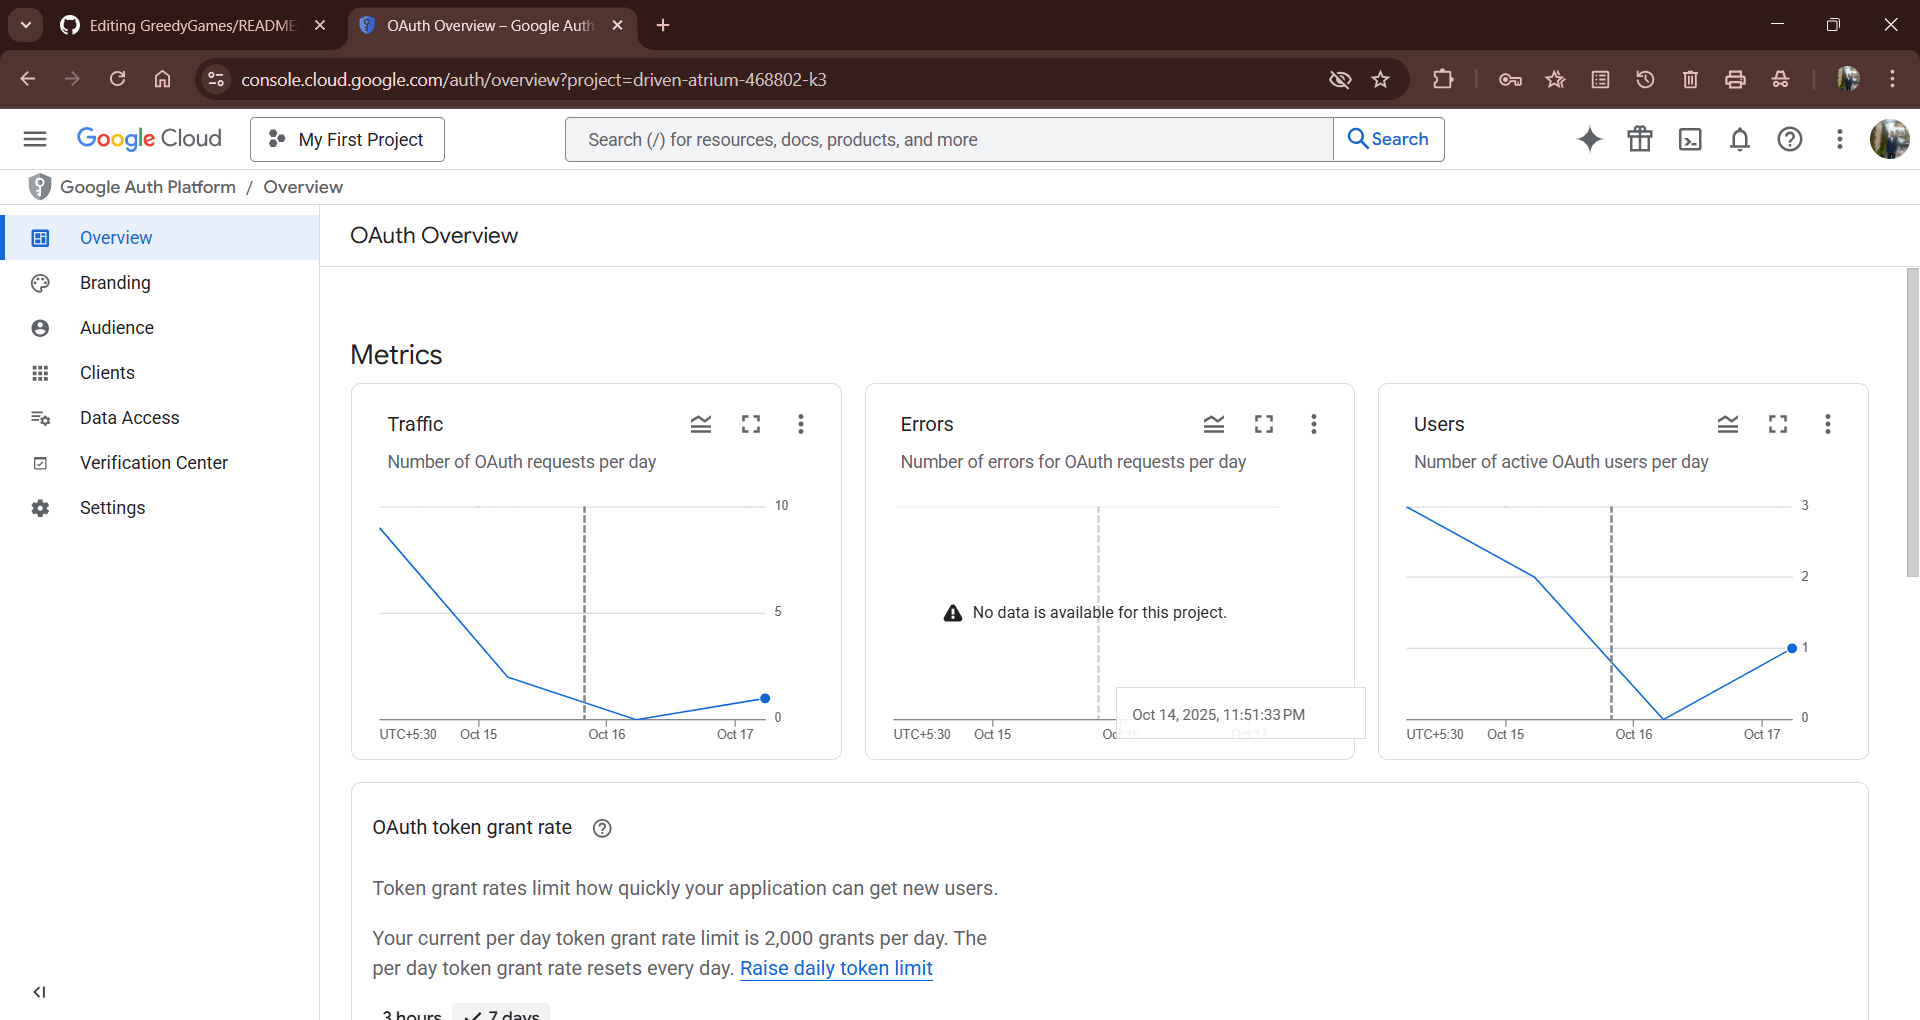 Editing GreedyGames/README
OAuth Overview – Google Auth
console.cloud.google.com/auth/overview?project=driven-atrium-468802-k3
Google Cloud
My First Project
Search (/) for resources, docs, products, and more
Search
Google Auth Platform / Overview
Overview
Branding
Audience
Clients
Data Access
Verification Center
Settings
OAuth Overview
Metrics
Traffic
Number of OAuth requests per day
10
5
0
UTC+5:30 Oct 15 Oct 16 Oct 17
Errors
Number of errors for OAuth requests per day
No data is available for this project.
Oct 14, 2025, 11:51:33 PM
UTC+5:30 Oct 15 Oct 16 Oct 17
Users
Number of active OAuth users per day
3
2
1
0
UTC+5:30 Oct 15 Oct 16 Oct 17
OAuth token grant rate
Token grant rates limit how quickly your application can get new users.
Your current per day token grant rate limit is 2,000 grants per day. The
per day token grant rate resets every day. Raise daily token limit
3 hours 7 days